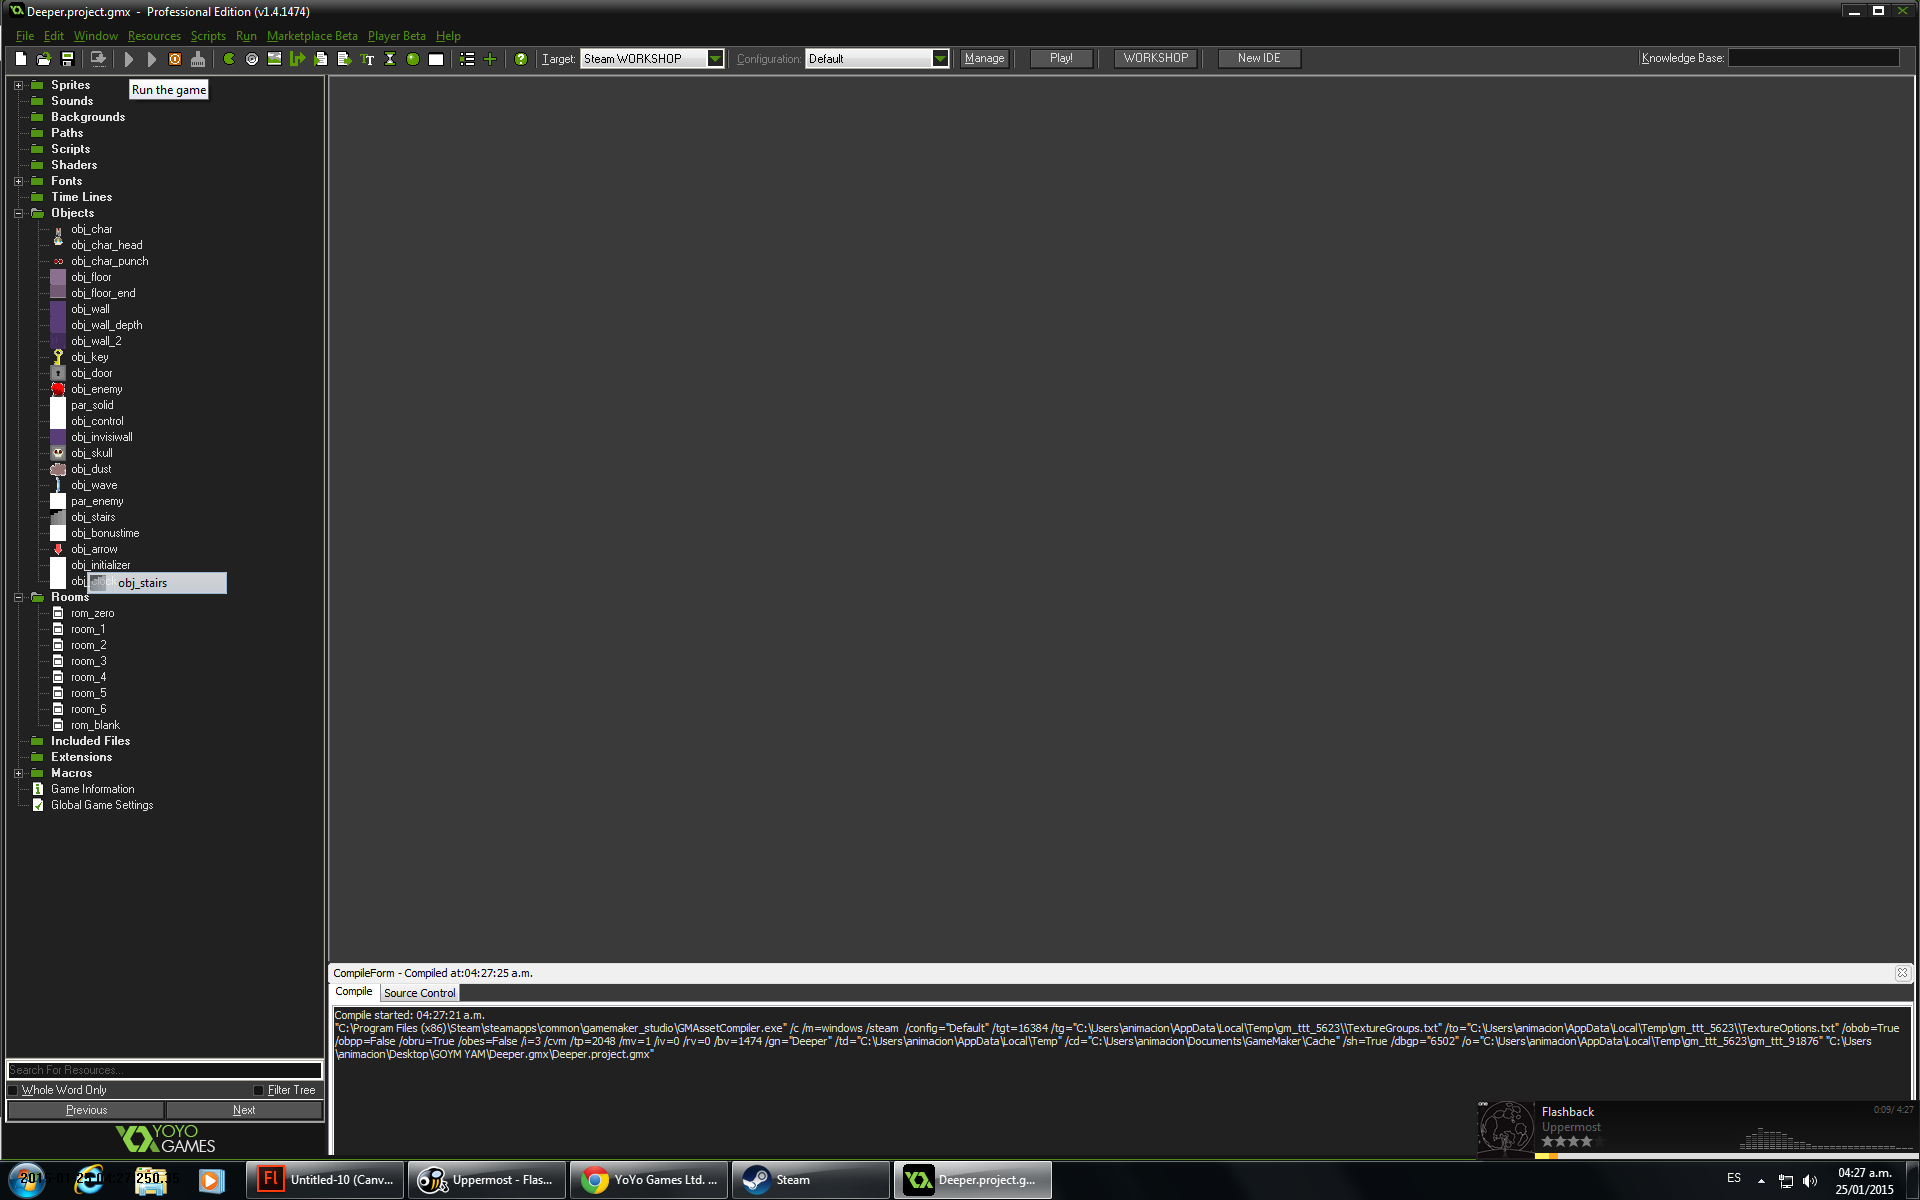 Deeper.project.gmx - Professional Edition (v1.4.1474)
File Edit Window Resources Scripts Run Marketplace Beta Player Beta Help
Target: Steam WORKSHOP Configuration: Default Manage Play! WORKSHOP New IDE Knowledge Base:
Run the game
Sprites
Sounds
Backgrounds
Paths
Scripts
Shaders
Fonts
Time Lines
Objects
obj_char
obj_char_head
obj_char_punch
obj_floor
obj_floor_end
obj_wall
obj_wall_depth
obj_wall_2
obj_key
obj_door
obj_enemy
par_solid
obj_control
obj_invisiwall
obj_skull
obj_dust
obj_wave
par_enemy
obj_stairs
obj_bonustime
obj_arrow
obj_initializer
obj_stairs
Rooms
rom_zero
room_1
room_2
room_3
room_4
room_5
room_6
rom_blank
Included Files
Extensions
Macros
Game Information
Global Game Settings
Search For Resources...
Whole Word Only Filter Tree
Previous Next
YOYO
GAMES
CompileForm - Compiled at:04:27:25 a.m.
Compile Source Control
Compile started: 04:27:21 a.m.
"C:\Program Files (x86)\Steam\steamapps\common\gamemaker_studio\GMAssetCompiler.exe" /c /m=windows /steam /config="Default" /tgt=16384 /tg="C:\Users\animacion\AppData\Local\Temp\gm_ttt_5623\\TextureGroups.txt" /to="C:\Users\animacion\AppData\Local\Temp\gm_ttt_5623\\TextureOptions.txt" /obob=True
/obpp=False /obru=True /obes=False /i=3 /cvm /tp=2048 /mv=1 /iv=0 /rv=0 /bv=1474 /gn="Deeper" /td="C:\Users\animacion\AppData\Local\Temp" /cd="C:\Users\animacion\Documents\GameMaker\Cache" /sh=True /dbgp="6502" /o="C:\Users\animacion\AppData\Local\Temp\gm_ttt_5623\gm_ttt_91876" "C:\Users
\animacion\Desktop\GOYM YAM\Deeper.gmx\Deeper.project.gmx"
Flashback 0:09/ 4:27
Uppermost
Untitled-10 (Canv... Uppermost - Flas... YoYo Games Ltd. ... Steam Deeper.project.g... ES
04:27 a.m.
25/01/2015